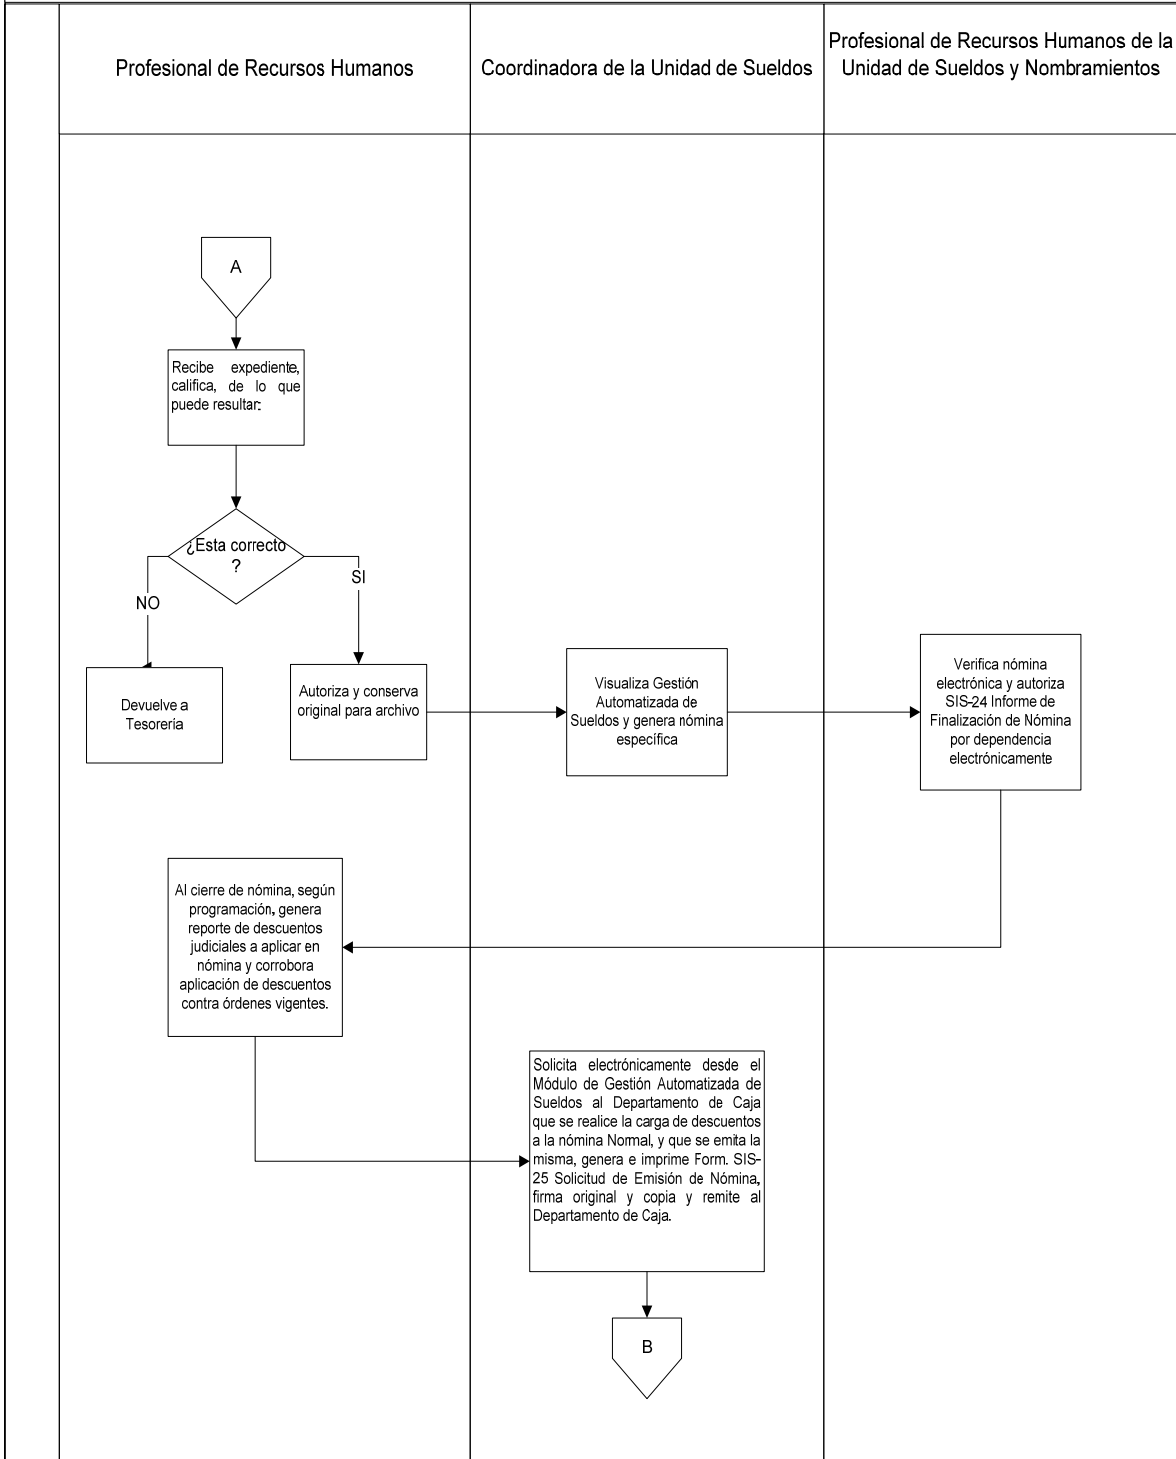 Profesional de Recursos Humanos
Coordinadora de la Unidad de Sueldos
Profesional de Recursos Humanos de la
Unidad de Sueldos y Nombramientos
A
Recibe expediente,
califica, de lo que
puede resultar:
¿Esta correcto
?
NO
SI
Devuelve a
Tesorería
Autoriza y conserva
original para archivo
Visualiza Gestión
Automatizada de
Sueldos y genera nómina
específica
Verifica nómina
electrónica y autoriza
SIS-24 Informe de
Finalización de Nómina
por dependencia
electrónicamente
Al cierre de nómina, según
programación, genera
reporte de descuentos
judiciales a aplicar en
nómina y corrobora
aplicación de descuentos
contra órdenes vigentes.
Solicita electrónicamente desde el
Módulo de Gestión Automatizada de
Sueldos al Departamento de Caja
que se realice la carga de descuentos
a la nómina Normal, y que se emita la
misma, genera e imprime Form. SIS-
25 Solicitud de Emisión de Nómina,
firma original y copia y remite al
Departamento de Caja.
B